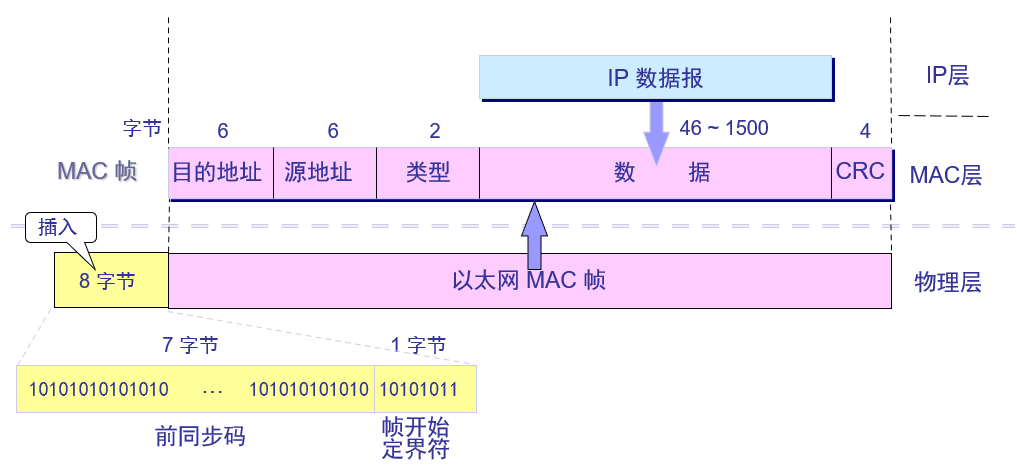 IP 数据报
IP层
字节 6 6 2 46 ~ 1500 4
MAC 帧 目的地址 源地址 类型 数 据 CRC MAC层
插入
8 字节 以太网 MAC 帧 物理层
7 字节 1 字节
10101010101010 … 101010101010 10101011
前同步码 帧开始
定界符